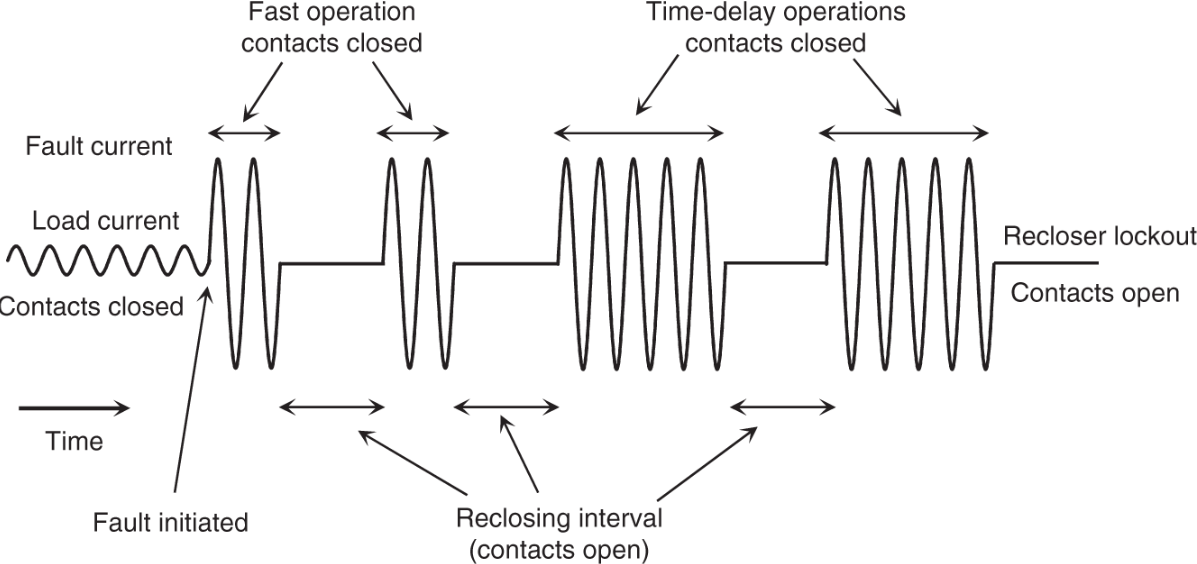 Fast operation
contacts closed
Time-delay operations
contacts closed
Fault current
Load current
Contacts closed
Recloser lockout
Contacts open
Time
Fault initiated
Reclosing interval
(contacts open)